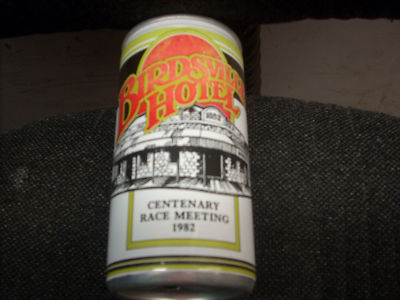 BIRDSVILLE
HOTEL
CENTENARY
RACE MEETING
1982